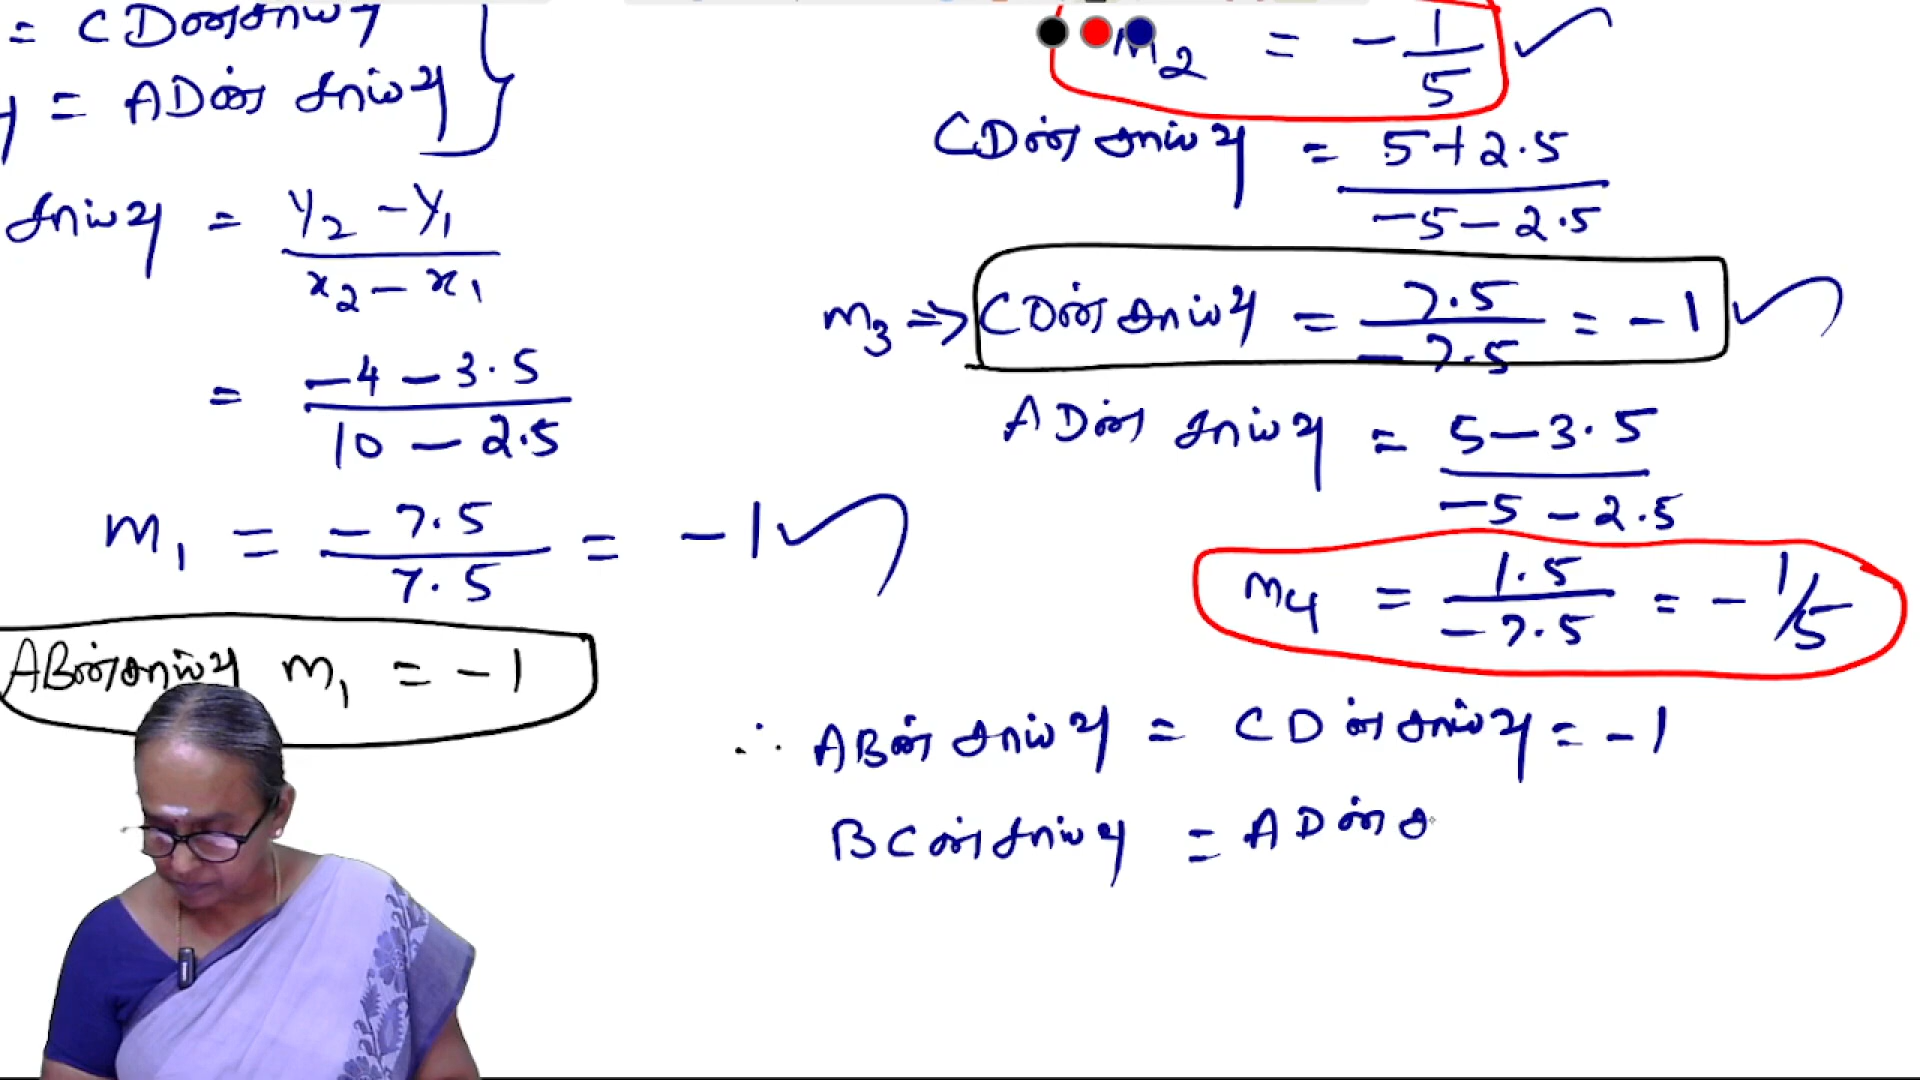 = CDன்சாய்வு
= ADன் சாய்வு
சாய்வு = y₂ - y₁ / x₂ - x₁
= -4 - 3.5 / 10 - 2.5
m₁ = -7.5 / 7.5 = -1
ABன்சாய்வு m₁ = -1
m₂ = - 1/5
CDன் சாய்வு = 5+2.5 / -5-2.5
m₃ ⇒ CDன் சாய்வு = 7.5 / -7.5 = -1
ADன் சாய்வு = 5-3.5 / -5-2.5
m₄ = 1.5 / -7.5 = -1/5
∴ ABன் சாய்வு = CDன் சாய்வு = -1
BCன்சாய்வு = ADன் ச